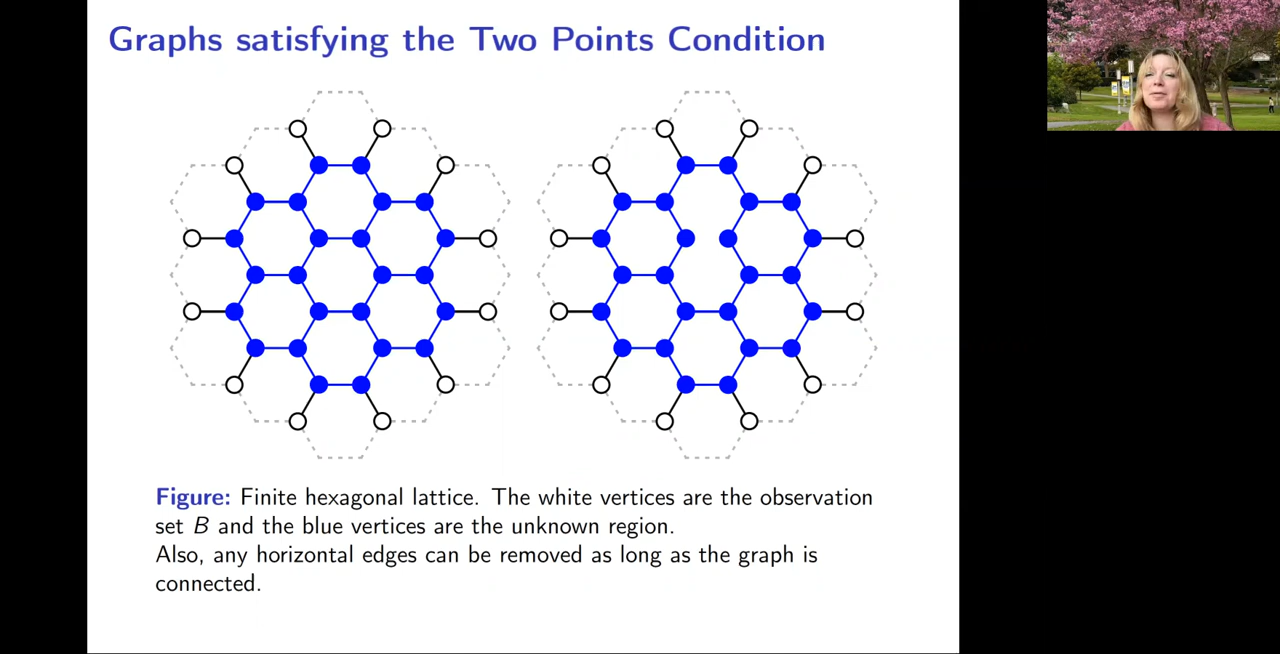 Graphs satisfying the Two Points Condition
Figure: Finite hexagonal lattice. The white vertices are the observation
set B and the blue vertices are the unknown region.
Also, any horizontal edges can be removed as long as the graph is
connected.